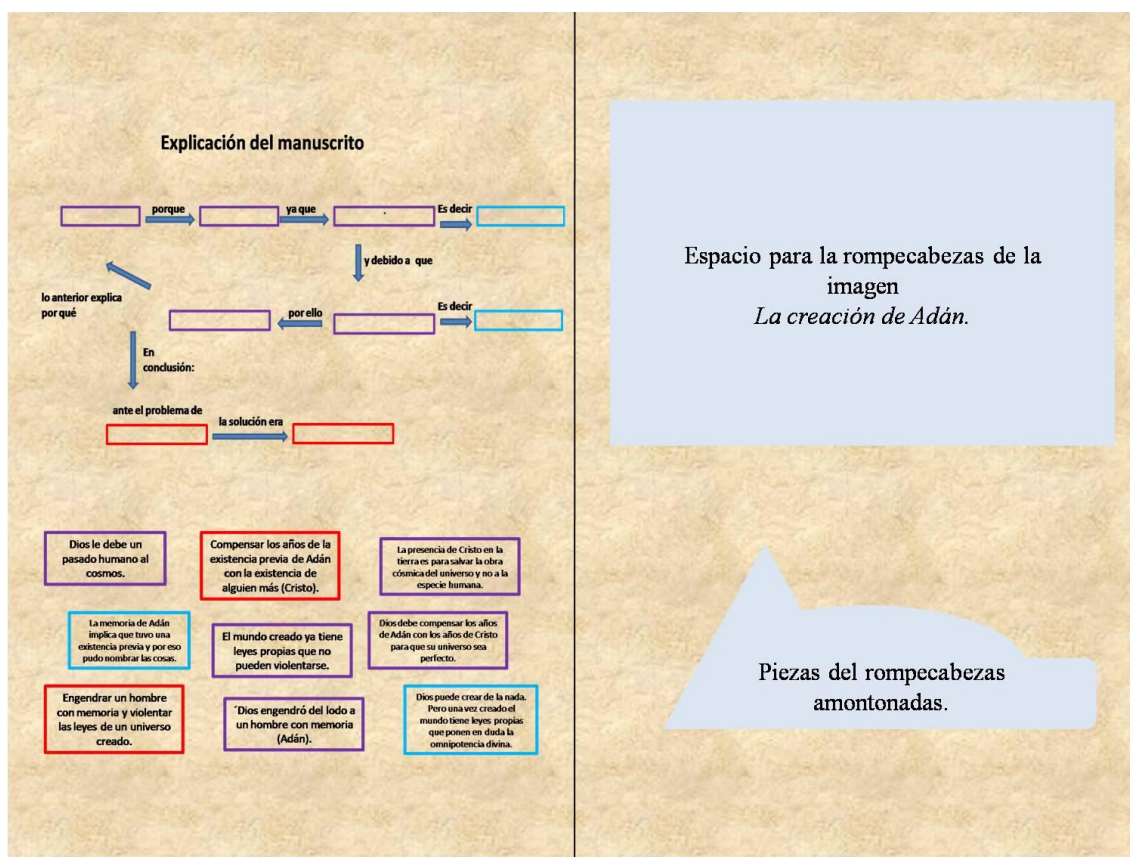 Explicación del manuscrito
porque
ya que
Es decir
y debido a que
lo anterior explica
por qué
por ello
Es decir
En
conclusión:
ante el problema de
la solución era
Dios le debe un
pasado humano al
cosmos.
Compensar los años de la
existencia previa de Adán
con la existencia de
alguien más (Cristo).
La presencia de Cristo en la
tierra es para salvar la obra
cósmica del universo y no a la
especie humana.
La memoria de Adán
implica que tuvo una
existencia previa y por eso
pudo nombrar las cosas.
El mundo creado ya tiene
leyes propias que no
pueden violentarse.
Dios debe compensar los años
de Adán con los años de Cristo
para que su universo sea
perfecto.
Engendrar un hombre
con memoria y violentar
las leyes de un universo
creado.
´Dios engendró del lodo a
un hombre con memoria
(Adán).
Dios puede crear de la nada.
Pero una vez creado el
mundo tiene leyes propias
que ponen en duda la
omnipotencia divina.
Espacio para la rompecabezas de la
imagen
La creación de Adán.
Piezas del rompecabezas
amontonadas.